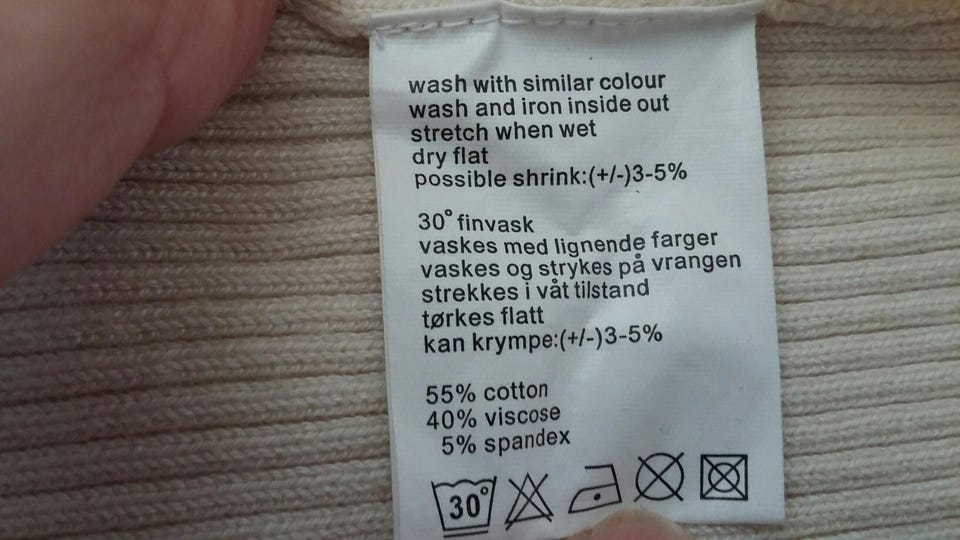 wash with similar colour
wash and iron inside out
stretch when wet
dry flat
possible shrink:(+/-)3-5%
30° finvask
vaskes med lignende farger
vaskes og strykes på vrangen
strekkes i våt tilstand
tørkes flatt
kan krympe:(+/-)3-5%
55% cotton
40% viscose
5% spandex
30°